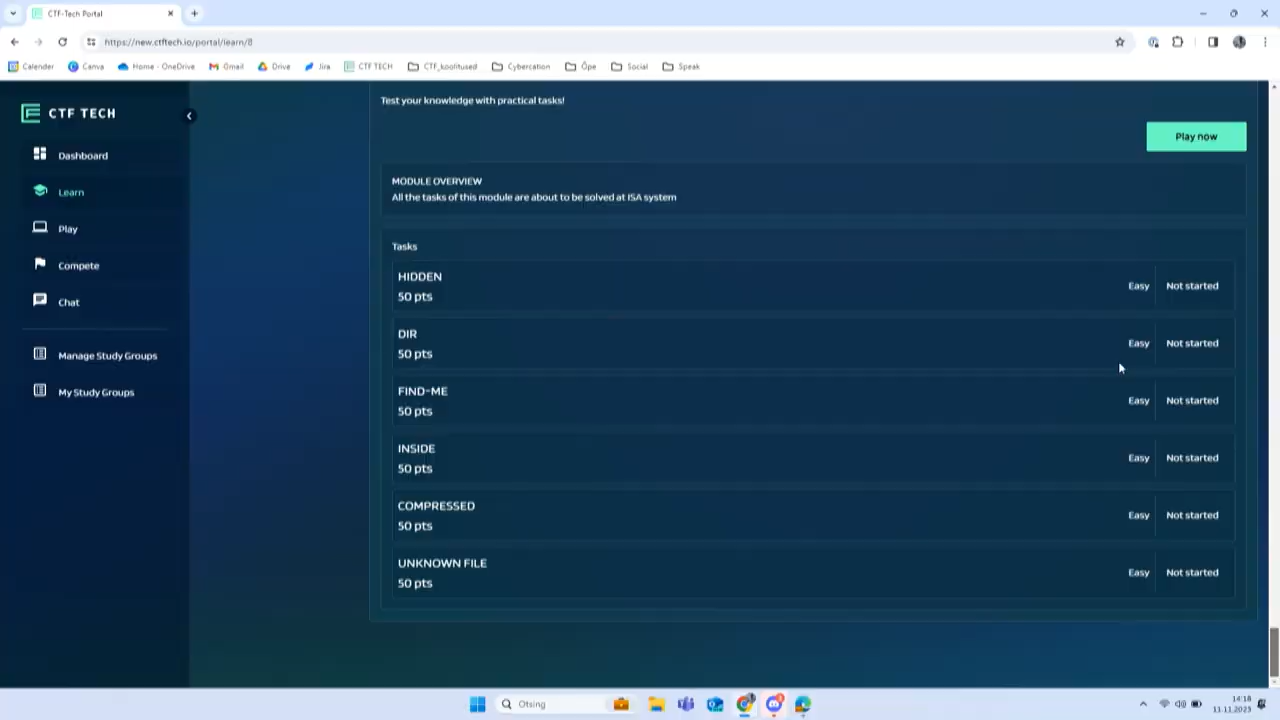 CTF-Tech Portal
https://new.ctftech.io/portal/learn/8
Calender
Canva
Home - OneDrive
Gmail
Drive
Jira
CTF TECH
CTF_koolitused
Cybercation
Õpe
Social
Speak
CTF TECH
Dashboard
Learn
Play
Compete
Chat
Manage Study Groups
My Study Groups
Test your knowledge with practical tasks!
Play now
MODULE OVERVIEW
All the tasks of this module are about to be solved at ISA system
Tasks
HIDDEN
50 pts
Easy
Not started
DIR
50 pts
Easy
Not started
FIND-ME
50 pts
Easy
Not started
INSIDE
50 pts
Easy
Not started
COMPRESSED
50 pts
Easy
Not started
UNKNOWN FILE
50 pts
Easy
Not started
Otsing
14:18
11.11.2023